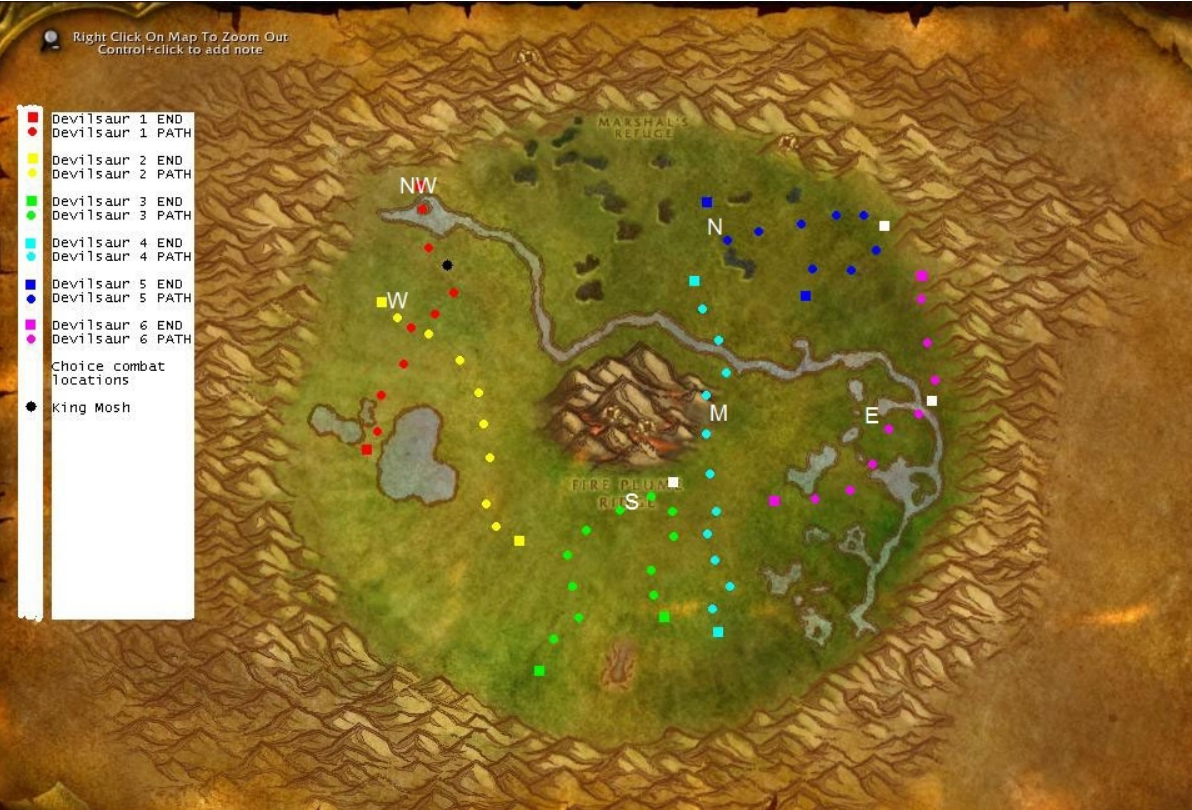 Right Click On Map To Zoom Out
Control+click to add note
MARSHAL'S
REFUGE
Devilsaur 1 END
Devilsaur 1 PATH
Devilsaur 2 END
Devilsaur 2 PATH
Devilsaur 3 END
Devilsaur 3 PATH
Devilsaur 4 END
Devilsaur 4 PATH
Devilsaur 5 END
Devilsaur 5 PATH
Devilsaur 6 END
Devilsaur 6 PATH
Choice combat
locations
King Mosh
NW
N
W
M
E
FIRE PLUME
RIDGE
S